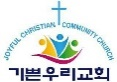 JOYFUL CHRISTIAN COMMUNITY CHURCH
기쁜우리교회